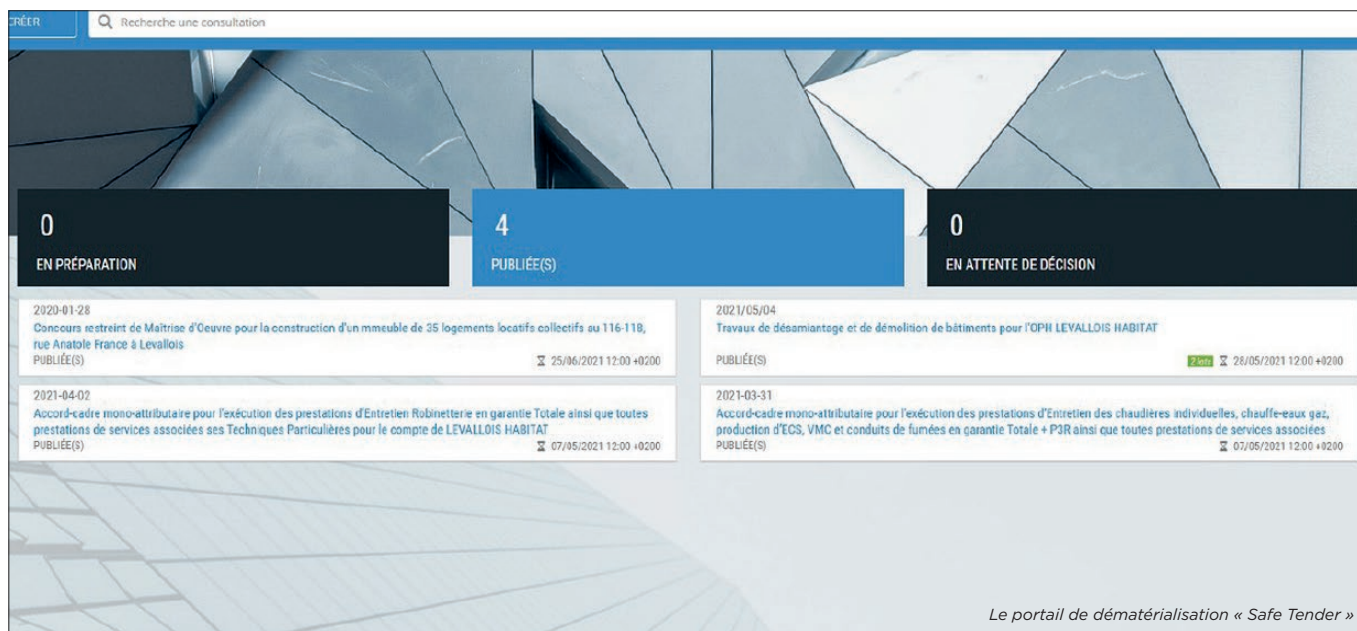 CRÉER
Recherche une consultation
0
EN PRÉPARATION
4
PUBLIÉE(S)
0
EN ATTENTE DE DÉCISION
2020-01-28
Concours restreint de Maîtrise d'Oeuvre pour la construction d'un mmeuble de 35 logements locatifs collectifs au 116-118,
rue Anatole France à Levallois
PUBLIÉE(S) 25/06/2021 12:00 +0200
2021/05/04
Travaux de désamiantage et de démolition de bâtiments pour l'OPH LEVALLOIS HABITAT
PUBLIÉE(S) 2 lots 28/05/2021 12:00 +0200
2021-04-02
Accord-cadre mono-attributaire pour l'exécution des prestations d'Entretien Robinetterie en garantie Totale ainsi que toutes
prestations de services associées ses Techniques Particulières pour le compte de LEVALLOIS HABITAT
PUBLIÉE(S) 07/05/2021 12:00 +0200
2021-03-31
Accord-cadre mono-attributaire pour l'exécution des prestations d'Entretien des chaudières individuelles, chauffe-eaux gaz,
production d'ECS, VMC et conduits de fumées en garantie Totale + P3R ainsi que toutes prestations de services associées
PUBLIÉE(S) 07/05/2021 12:00 +0200
Le portail de dématérialisation « Safe Tender »